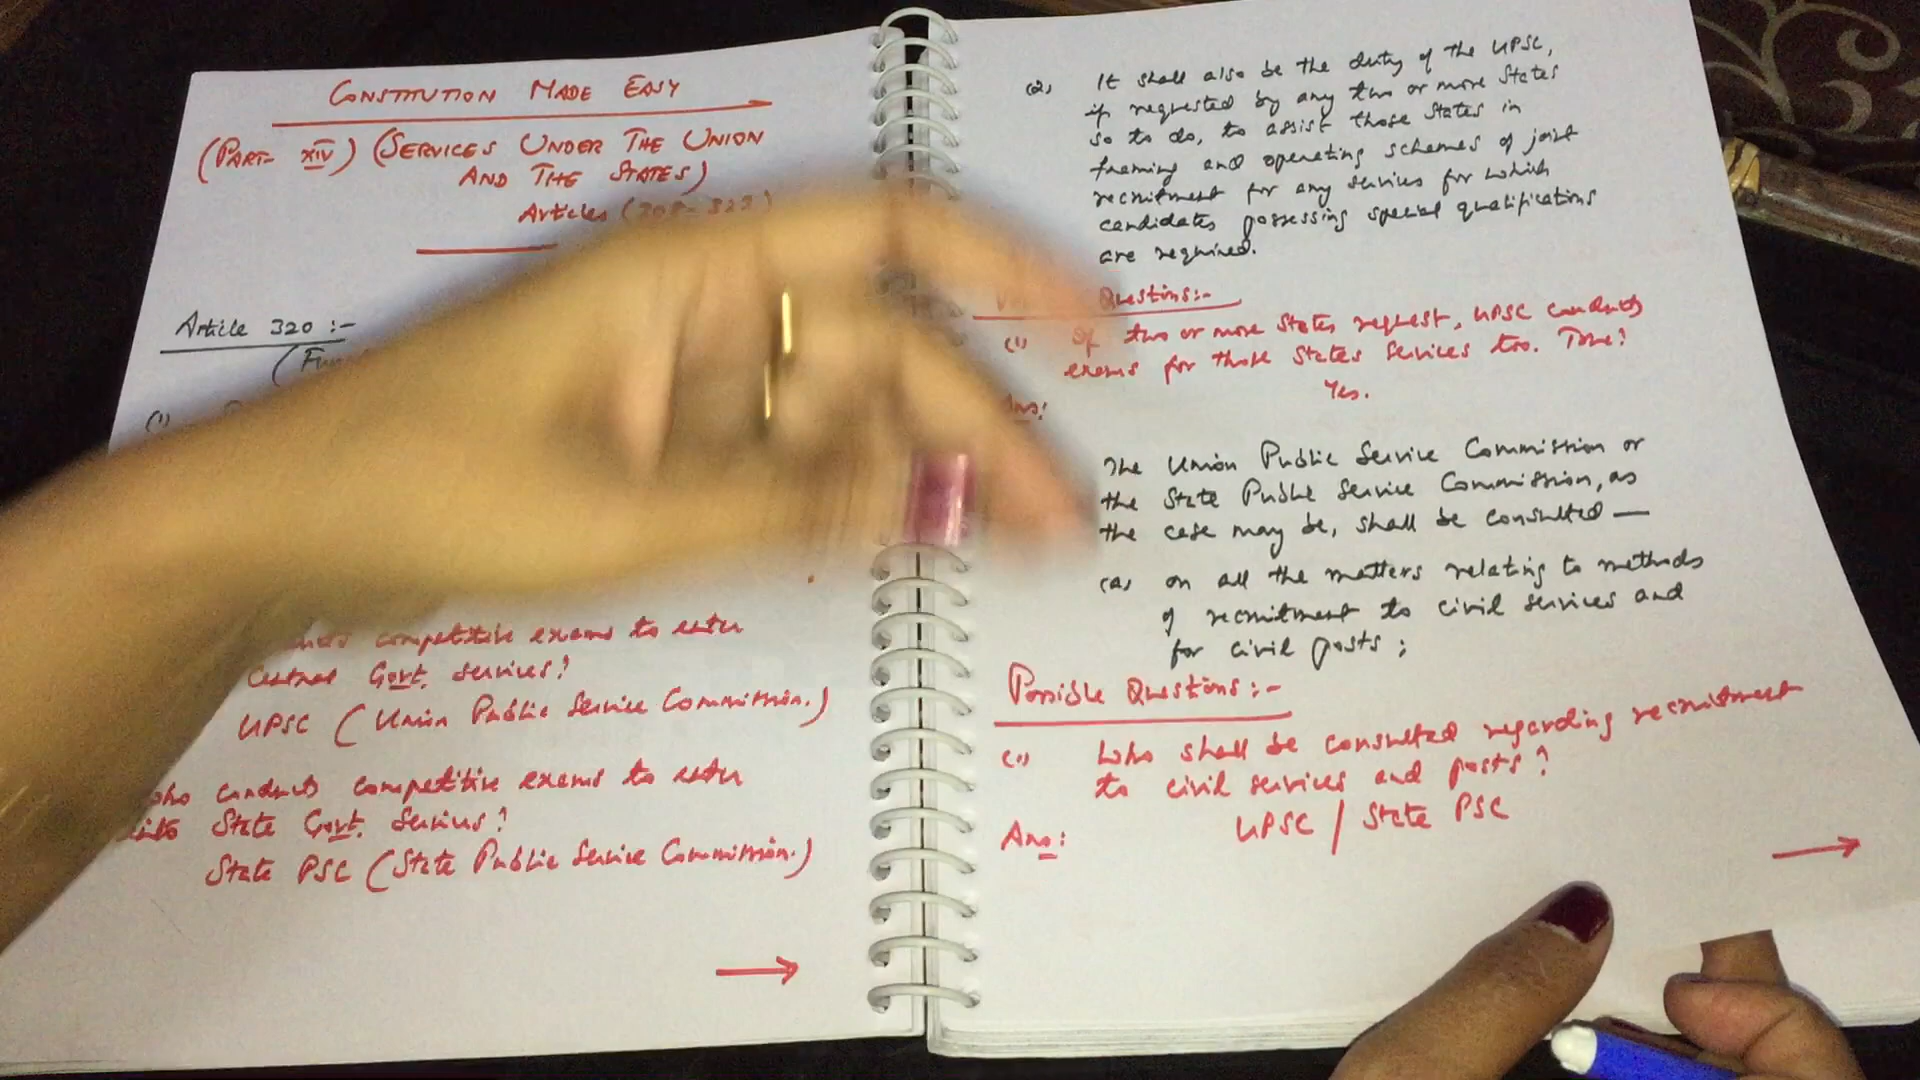 CONSTITUTION MADE EASY
(PART- XIV) (SERVICES UNDER THE UNION
AND THE STATES)
Articles (308-323)
Article 320 :-
(1)
competitive exams to enter
Central Govt. services?
UPSC (Union Public Service Commission.)
who conducts competitive exams to enter
into State Govt. Services?
State PSC (State Public Service Commission.)
(2) It shall also be the duty of the UPSC,
if requested by any two or more States
so to do, to assist those States in
framing and operating schemes of joint
recruitment for any services for which
candidates possessing special qualifications
are required.
Questions:-
(1) If two or more States request, UPSC conducts
exams for those States Services too. True?
Ans: Yes.
The Union Public Service Commission or
the State Public Service Commission, as
the case may be, shall be consulted —
(a) on all the matters relating to methods
of recruitment to civil services and
for civil posts;
Possible Questions:-
(1) Who shall be consulted regarding recruitment
to civil services and posts?
Ans: UPSC / State PSC